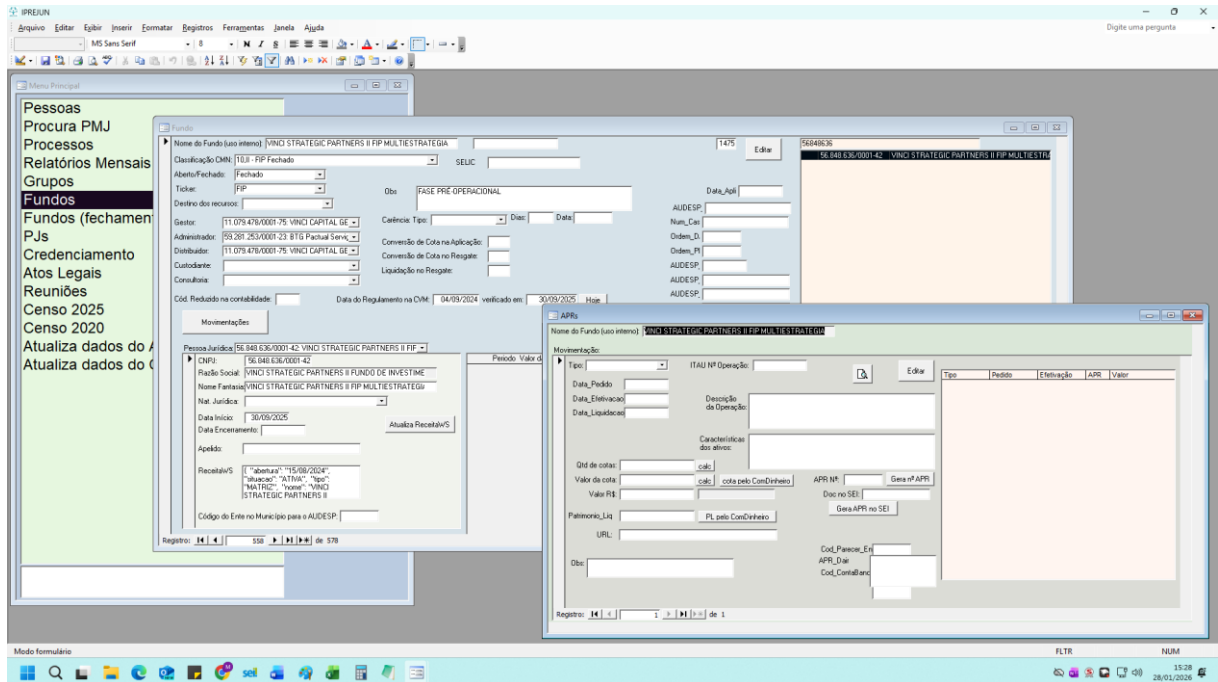 IPREJUN
Arquivo Editar Exibir Inserir Formatar Registros Ferramentas Janela Ajuda
Digite uma pergunta
MS Sans Serif 8 N I S
Menu Principal
Pessoas
Procura PMJ
Processos
Relatórios Mensais
Grupos
Fundos
Fundos (fechamen
PJs
Credenciamento
Atos Legais
Reuniões
Censo 2025
Censo 2020
Atualiza dados do A
Atualiza dados do C
Fundo
Nome do Fundo (uso interno): VINCI STRATEGIC PARTNERS II FIP MULTIESTRATEGIA
1475
Editar
Classificação CMN: 10,II - FIP Fechado
SELIC
Aberto/Fechado: Fechado
Ticker: FIP
Obs FASE PRÉ-OPERACIONAL
Destino dos recursos:
Gestor: 11.079.478/0001-75: VINCI CAPITAL GE
Carência: Tipo: Dias: Data:
Administrador: 59.281.253/0001-23: BTG Pactual Serviç
Distribuidor: 11.079.478/0001-75: VINCI CAPITAL GE
Custodiante:
Consultoria:
Conversão de Cota na Aplicação:
Conversão de Cota no Resgate:
Liquidação no Resgate:
Cód. Reduzido na contabilidade:
Data do Regulamento na CVM: 04/09/2024 verificado em: 30/09/2025 Hoje
Data_Apli
AUDESP.
Num_Cas
Ordem_D.
Ordem_Pl
AUDESP_
AUDESP_
AUDESP_
56848636
56.848.636/0001-42 VINCI STRATEGIC PARTNERS II FIP MULTIESTRA
Movimentações
Pessoa Jurídica: 56.848.636/0001-42: VINCI STRATEGIC PARTNERS II FIF
Periodo Valor d
CNPJ: 56.848.636/0001-42
Razão Social: VINCI STRATEGIC PARTNERS II FUNDO DE INVESTIME
Nome Fantasia: VINCI STRATEGIC PARTNERS II FIP MULTIESTRATEGI
Nat. Jurídica:
Data Início: 30/09/2025
Data Encerramento:
Atualiza ReceitaWS
Apelido:
ReceitaWS { "abertura": "15/08/2024",
"situacao": "ATIVA", "tipo":
"MATRIZ", "nome": "VINCI
STRATEGIC PARTNERS II
Código do Ente no Município para o AUDESP:
Registro: 558 de 578
APRs
Nome do Fundo (uso interno): VINCI STRATEGIC PARTNERS II FIP MULTIESTRATEGIA
Movimentação:
Tipo:
ITAU Nº Operação:
Editar
Tipo Pedido Efetivação APR Valor
Data_Pedido
Data_Efetivacao
Data_Liquidacao
Descrição
da Operação:
Características
dos ativos:
Qtd de cotas: calc
Valor da cota: calc cota pelo ComDinheiro
APR Nº: Gera nº APR
Valor R$:
Doc no SEI:
Gera APR no SEI
Patrimonio_Liq PL pelo ComDinheiro
URL:
Cod_Parecer_En
APR_Dair
Cod_ContaBanc
Obs:
Registro: 1 de 1
Modo formulário
FLTR NUM
sei!
15:28
28/01/2026